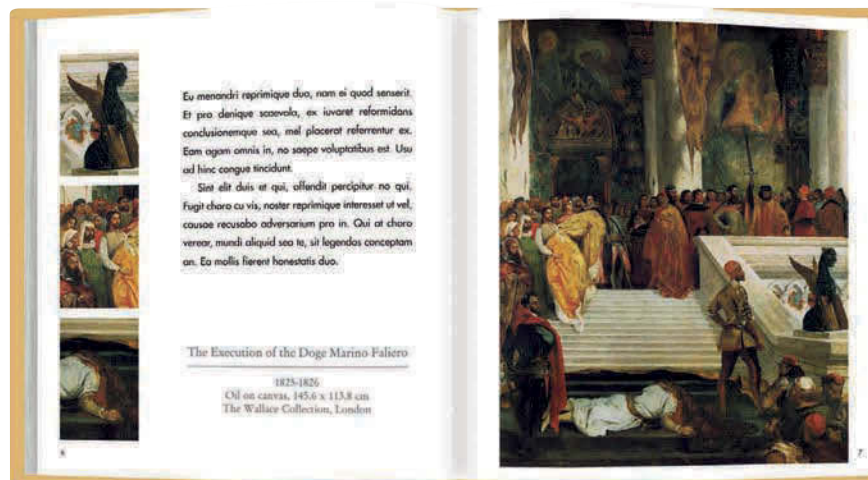 Eu menandri reprimique duo, nam ei quod senserit.
Et pro denique scaevola, ex iuvaret reformidans
conclusionemque sea, mel placerat referrentur ex.
Eam agam omnis in, no saepe voluptatibus est. Usu
ad hinc congue tincidunt.
Sint elit duis at qui, offendit percipitur no qui.
Fugit choro cu vis, noster reprimique interesset ut vel,
causae recusabo adversarium pro in. Qui at choro
verear, mundi aliquid sea te, sit legendos conceptam
an. Ea mollis fierent honestatis duo.
The Execution of the Doge Marino Faliero
1825-1826
Oil on canvas, 145.6 x 113.8 cm
The Wallace Collection, London
6
7